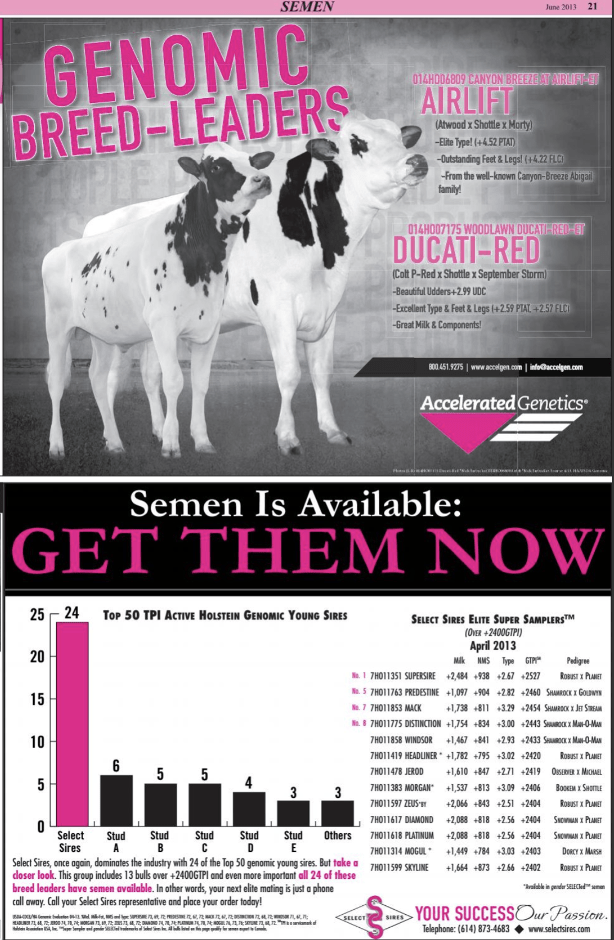 SEMEN
June 2013 21
GENOMIC
BREED-LEADERS
014HO06809 CANYON BREEZE AT AIRLIFT-ET
AIRLIFT
(Atwood x Shottle x Morty)
-Elite Type! (+4.52 PTAT)
-Outstanding Feet & Legs! (+4.22 FLC)
-From the well-known Canyon-Breeze Abigail
family!
014HO07175 WOODLAWN DUCATI-RED-ET
DUCATI-RED
(Colt P-Red x Shottle x September Storm)
-Beautiful Udders+2.99 UDC
-Excellent Type & Feet & Legs (+2.59 PTAT, +2.57 FLC)
-Great Milk & Components!
800.451.9275 | www.accelgen.com | info@accelgen.com
Accelerated Genetics®
Semen Is Available:
GET THEM NOW
TOP 50 TPI ACTIVE HOLSTEIN GENOMIC YOUNG SIRES
25
20
15
10
5
0
24
6
5
5
4
3
3
Select Sires
Stud A
Stud B
Stud C
Stud D
Stud E
Others
SELECT SIRES ELITE SUPER SAMPLERS™
(OVER +2400GTPI)
April 2013
Milk NMS Type GTPI℠ Pedigree
No. 1 7HO11351 SUPERSIRE +2,484 +938 +2.67 +2527 ROBUST X PLANET
No. 5 7HO11763 PREDESTINE +1,097 +904 +2.82 +2460 SHAMROCK X GOLDWYN
No. 7 7HO11853 MACK +1,738 +811 +3.29 +2454 SHAMROCK X JET STREAM
No. 8 7HO11775 DISTINCTION +1,754 +834 +3.00 +2443 SHAMROCK X MAN-O-MAN
7HO11858 WINDSOR +1,467 +841 +2.93 +2433 SHAMROCK X MAN-O-MAN
7HO11419 HEADLINER * +1,782 +795 +3.02 +2420 ROBUST X PLANET
7HO11478 JEROD +1,610 +847 +2.71 +2419 OBSERVER X MICHAEL
7HO11383 MORGAN* +1,537 +813 +3.09 +2406 BOOKEM X SHOTTLE
7HO11597 ZEUS*BY +2,066 +843 +2.51 +2404 ROBUST X PLANET
7HO11617 DIAMOND +2,088 +818 +2.56 +2404 SNOWMAN X PLANET
7HO11618 PLATINUM +2,088 +818 +2.56 +2404 SNOWMAN X PLANET
7HO11314 MOGUL * +1,449 +784 +3.03 +2403 DORCY X MARSH
7HO11599 SKYLINE +1,664 +873 +2.66 +2402 ROBUST X PLANET
*Available in gender SELECTed™ semen
Select Sires, once again, dominates the industry with 24 of the Top 50 genomic young sires. But take a
closer look. This group includes 13 bulls over +2400GTPI and even more important all 24 of these
breed leaders have semen available. In other words, your next elite mating is just a phone
call away. Call your Select Sires representative and place your order today!
SELECT SIRES
YOUR SUCCESS Our Passion.
Telephone: (614) 873-4683 ◆ www.selectsires.com